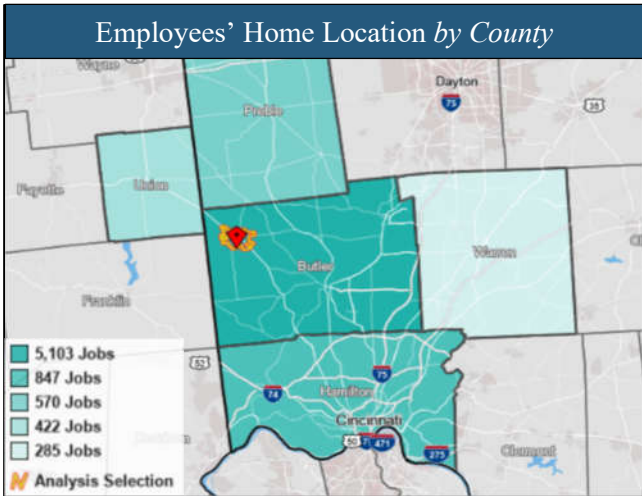 Employees’ Home Location by County
Wayne
Dayton
75
35
Preble
Fayette
Union
Warren
Butler
Franklin
5,103 Jobs
847 Jobs
570 Jobs
422 Jobs
285 Jobs
Analysis Selection
52
74
75
Hamilton
Cincinnati
50
471
275
Clermont